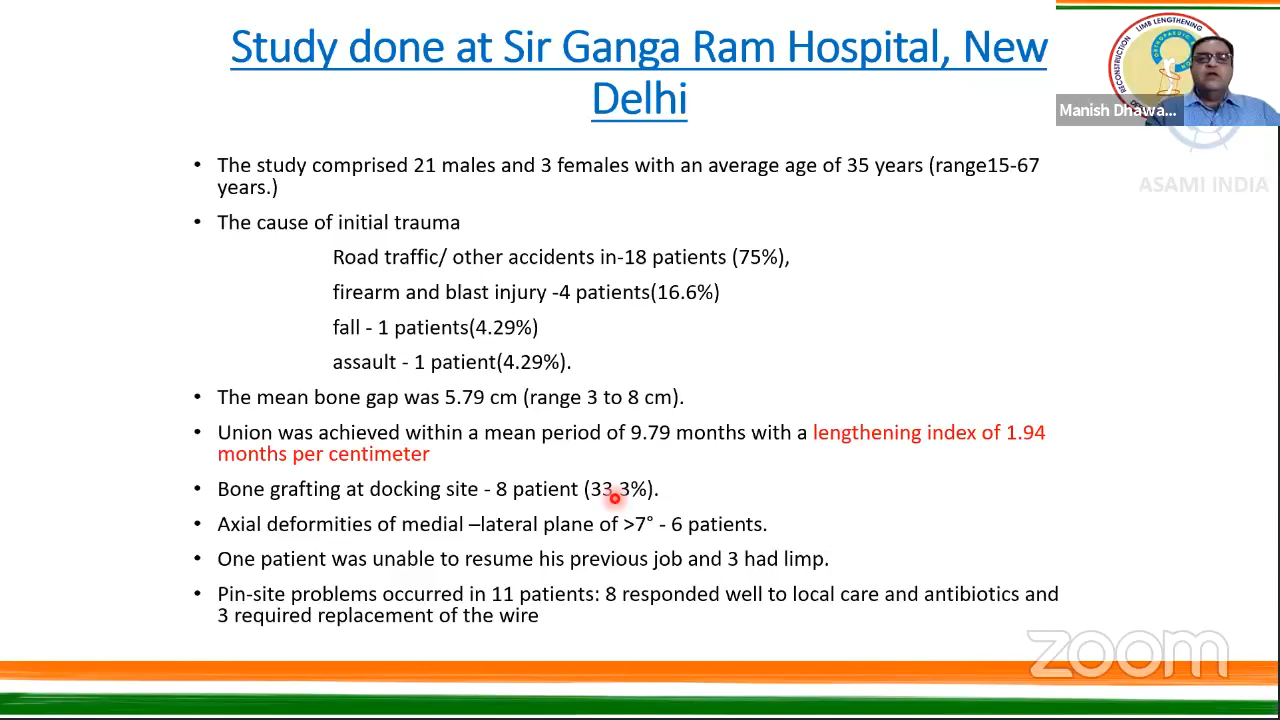 Study done at Sir Ganga Ram Hospital, New
Delhi
RECONSTRUCTION LIMB LENGTHENING
Manish Dhawa...
ASAMI INDIA
• The study comprised 21 males and 3 females with an average age of 35 years (range15-67
years.)
• The cause of initial trauma
Road traffic/ other accidents in-18 patients (75%),
firearm and blast injury -4 patients(16.6%)
fall - 1 patients(4.29%)
assault - 1 patient(4.29%).
• The mean bone gap was 5.79 cm (range 3 to 8 cm).
• Union was achieved within a mean period of 9.79 months with a lengthening index of 1.94
months per centimeter
• Bone grafting at docking site - 8 patient (33.3%).
• Axial deformities of medial –lateral plane of >7° - 6 patients.
• One patient was unable to resume his previous job and 3 had limp.
• Pin-site problems occurred in 11 patients: 8 responded well to local care and antibiotics and
3 required replacement of the wire
zoom